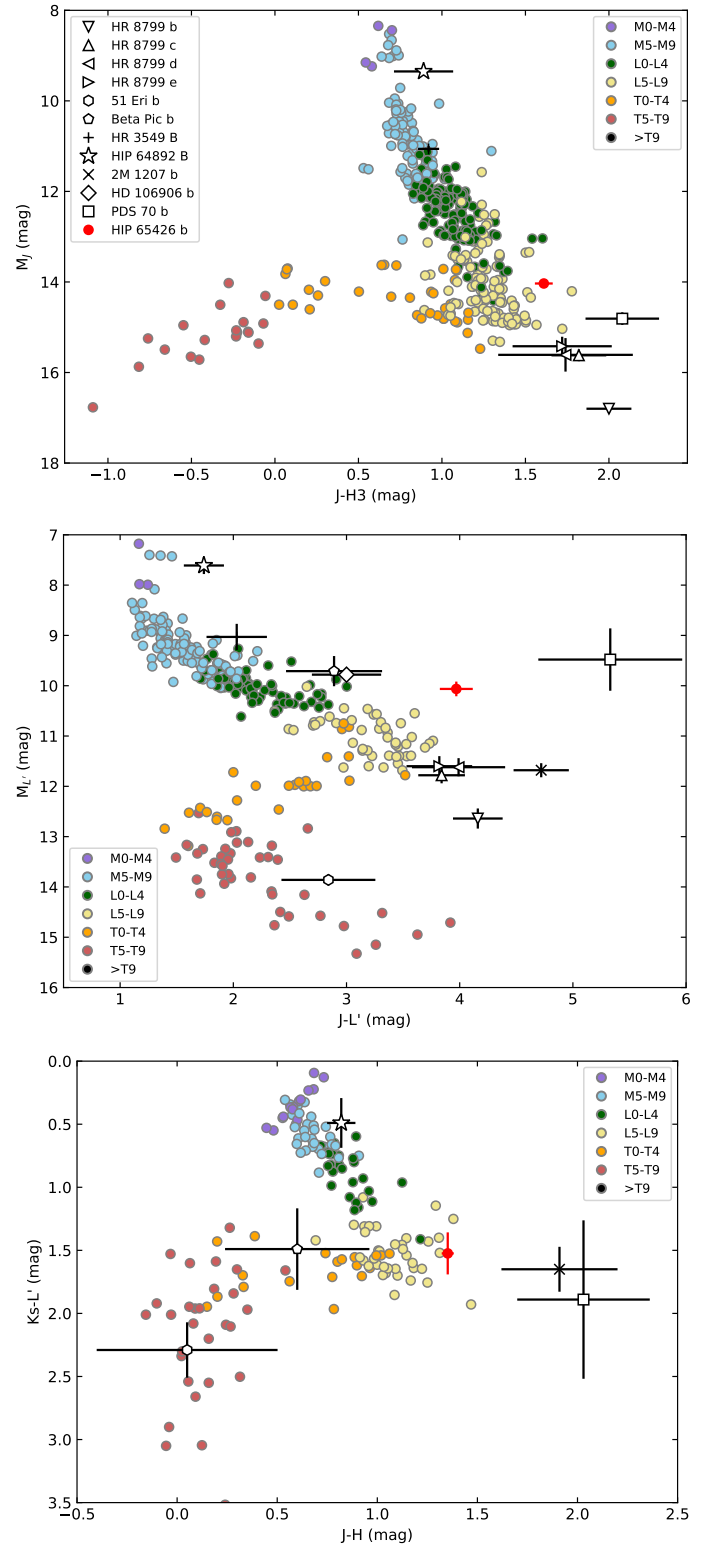 8
10
12
14
16
18
M_J (mag)
HR 8799 b
HR 8799 c
HR 8799 d
HR 8799 e
51 Eri b
Beta Pic b
HR 3549 B
HIP 64892 B
2M 1207 b
HD 106906 b
PDS 70 b
HIP 65426 b
M0-M4
M5-M9
L0-L4
L5-L9
T0-T4
T5-T9
>T9
−1.0 −0.5 0.0 0.5 1.0 1.5 2.0
J-H3 (mag)
7
8
9
10
11
12
13
14
15
16
M_L' (mag)
M0-M4
M5-M9
L0-L4
L5-L9
T0-T4
T5-T9
>T9
1 2 3 4 5 6
J-L' (mag)
0.0
0.5
1.0
1.5
2.0
2.5
3.0
3.5
Ks-L' (mag)
M0-M4
M5-M9
L0-L4
L5-L9
T0-T4
T5-T9
>T9
−0.5 0.0 0.5 1.0 1.5 2.0 2.5
J-H (mag)